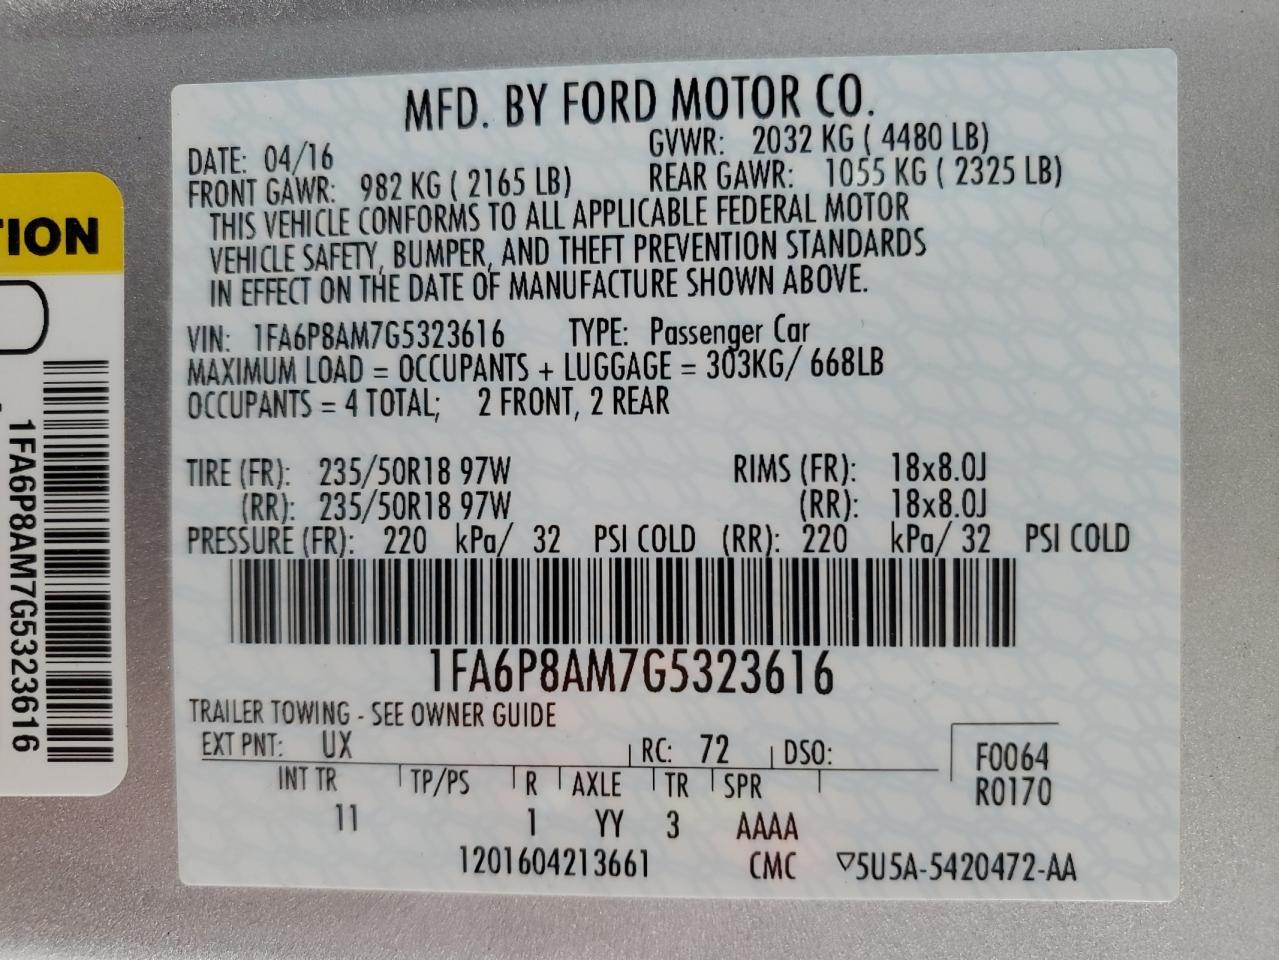 MFD. BY FORD MOTOR CO.
DATE: 04/16 GVWR: 2032 KG ( 4480 LB)
FRONT GAWR: 982 KG ( 2165 LB) REAR GAWR: 1055 KG ( 2325 LB)
THIS VEHICLE CONFORMS TO ALL APPLICABLE FEDERAL MOTOR
VEHICLE SAFETY, BUMPER, AND THEFT PREVENTION STANDARDS
IN EFFECT ON THE DATE OF MANUFACTURE SHOWN ABOVE.
VIN: 1FA6P8AM7G5323616 TYPE: Passenger Car
MAXIMUM LOAD = OCCUPANTS + LUGGAGE = 303KG/ 668LB
OCCUPANTS = 4 TOTAL; 2 FRONT, 2 REAR
TIRE (FR): 235/50R18 97W RIMS (FR): 18x8.0J
(RR): 235/50R18 97W (RR): 18x8.0J
PRESSURE (FR): 220 kPa/ 32 PSI COLD (RR): 220 kPa/ 32 PSI COLD
1FA6P8AM7G5323616
TRAILER TOWING - SEE OWNER GUIDE
EXT PNT: UX RC: 72 DSO: F0064
INT TR TP/PS R AXLE TR SPR R0170
11 1 YY 3 AAAA
1201604213661 CMC ▽5U5A-5420472-AA
TION
1FA6P8AM7G5323616